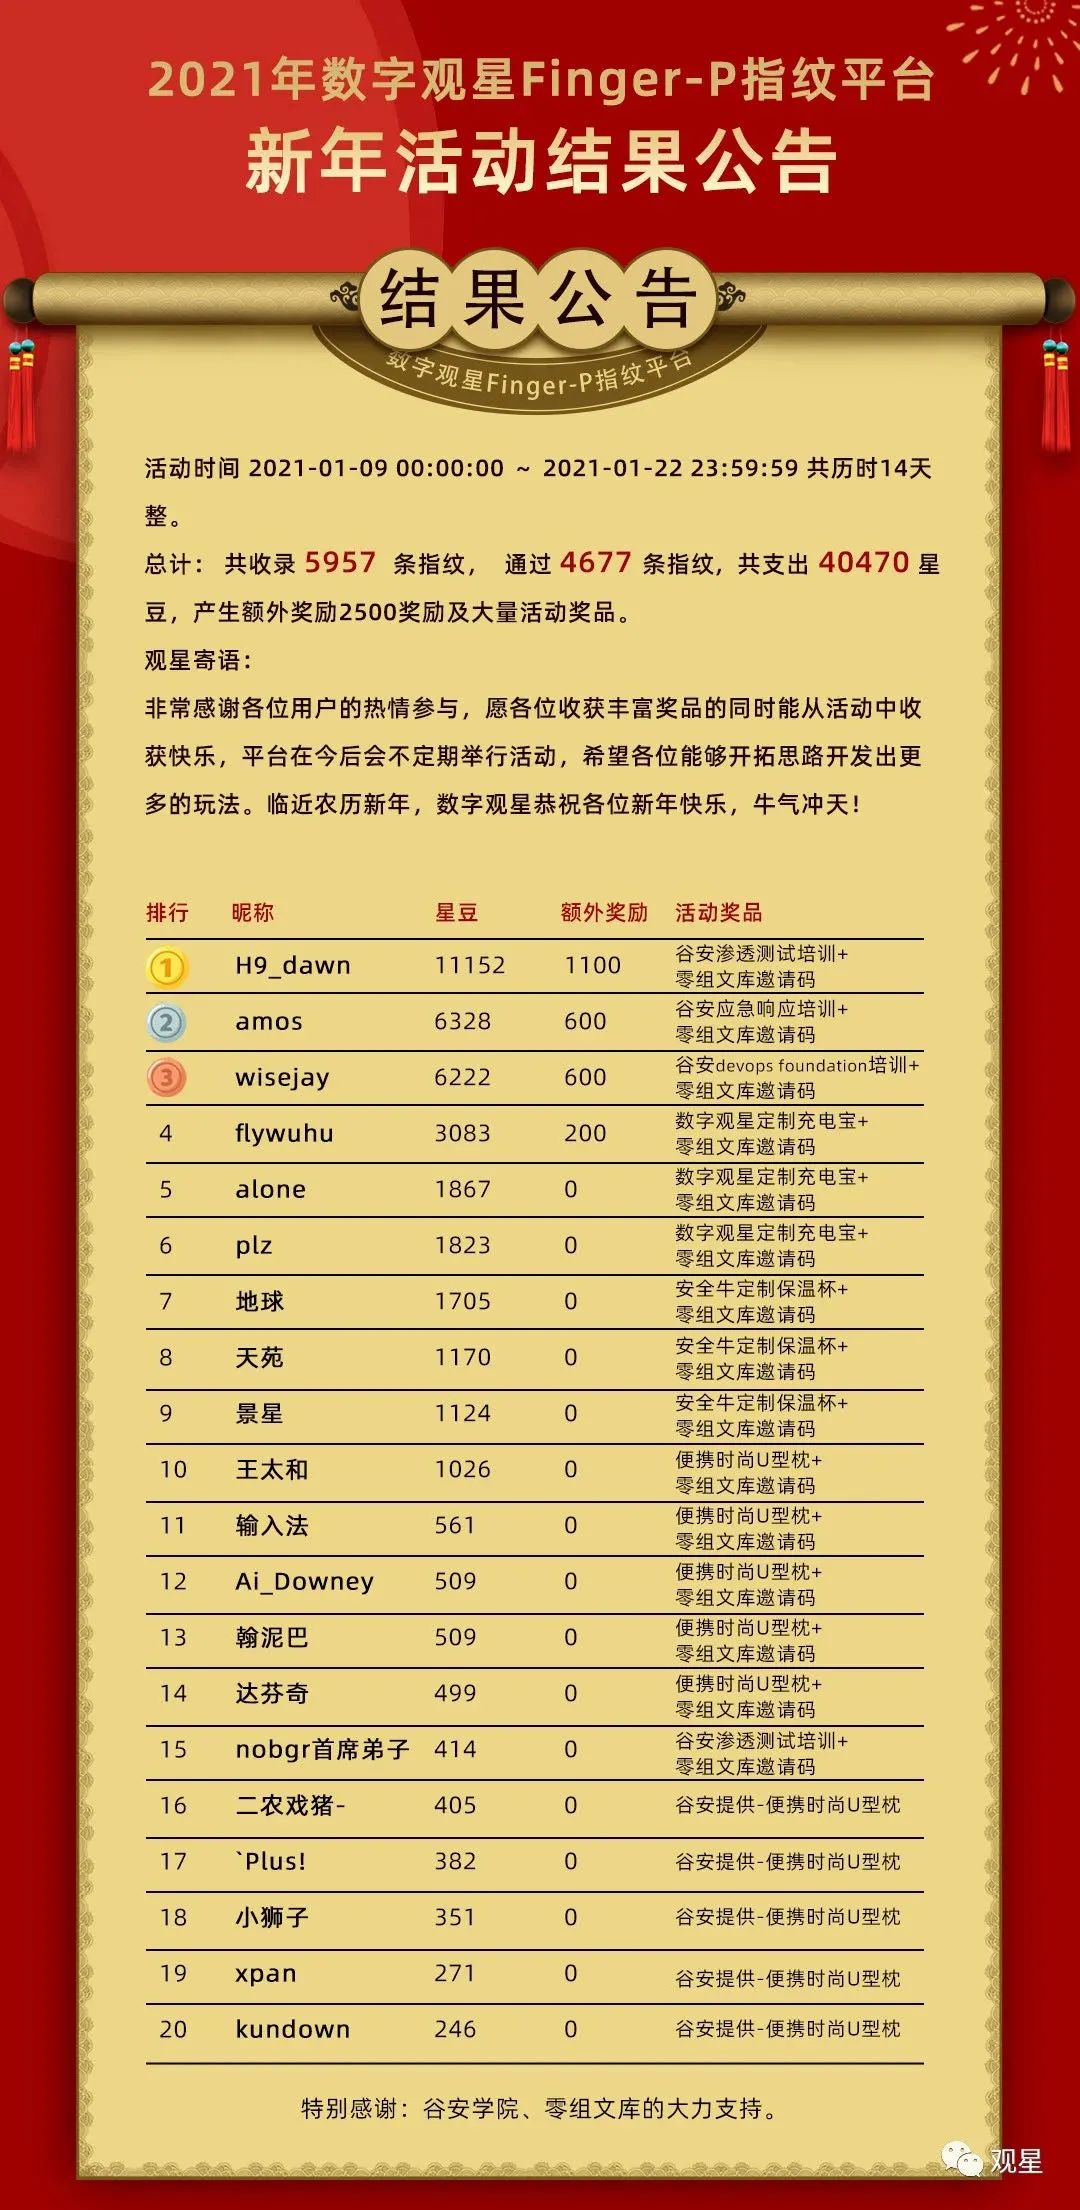 2021年数字观星Finger-P指纹平台
新年活动结果公告
结果公告
数字观星Finger-P指纹平台
活动时间 2021-01-09 00:00:00 ~ 2021-01-22 23:59:59 共历时14天
整。
总计： 共收录 5957 条指纹， 通过 4677 条指纹，共支出 40470 星
豆，产生额外奖励2500奖励及大量活动奖品。
观星寄语：
非常感谢各位用户的热情参与，愿各位收获丰富奖品的同时能从活动中收
获快乐，平台在今后会不定期举行活动，希望各位能够开拓思路开发出更
多的玩法。临近农历新年，数字观星恭祝各位新年快乐，牛气冲天！
排行 昵称 星豆 额外奖励 活动奖品
1 H9_dawn 11152 1100 谷安渗透测试培训+
零组文库邀请码
2 amos 6328 600 谷安应急响应培训+
零组文库邀请码
3 wisejay 6222 600 谷安devops foundation培训+
零组文库邀请码
4 flywuhu 3083 200 数字观星定制充电宝+
零组文库邀请码
5 alone 1867 0 数字观星定制充电宝+
零组文库邀请码
6 plz 1823 0 数字观星定制充电宝+
零组文库邀请码
7 地球 1705 0 安全牛定制保温杯+
零组文库邀请码
8 天苑 1170 0 安全牛定制保温杯+
零组文库邀请码
9 景星 1124 0 安全牛定制保温杯+
零组文库邀请码
10 王太和 1026 0 便携时尚U型枕+
零组文库邀请码
11 输入法 561 0 便携时尚U型枕+
零组文库邀请码
12 Ai_Downey 509 0 便携时尚U型枕+
零组文库邀请码
13 翰泥巴 509 0 便携时尚U型枕+
零组文库邀请码
14 达芬奇 499 0 便携时尚U型枕+
零组文库邀请码
15 nobgr首席弟子 414 0 谷安渗透测试培训+
零组文库邀请码
16 二农戏猪- 405 0 谷安提供-便携时尚U型枕
17 `Plus! 382 0 谷安提供-便携时尚U型枕
18 小狮子 351 0 谷安提供-便携时尚U型枕
19 xpan 271 0 谷安提供-便携时尚U型枕
20 kundown 246 0 谷安提供-便携时尚U型枕
特别感谢：谷安学院、零组文库的大力支持。
观星